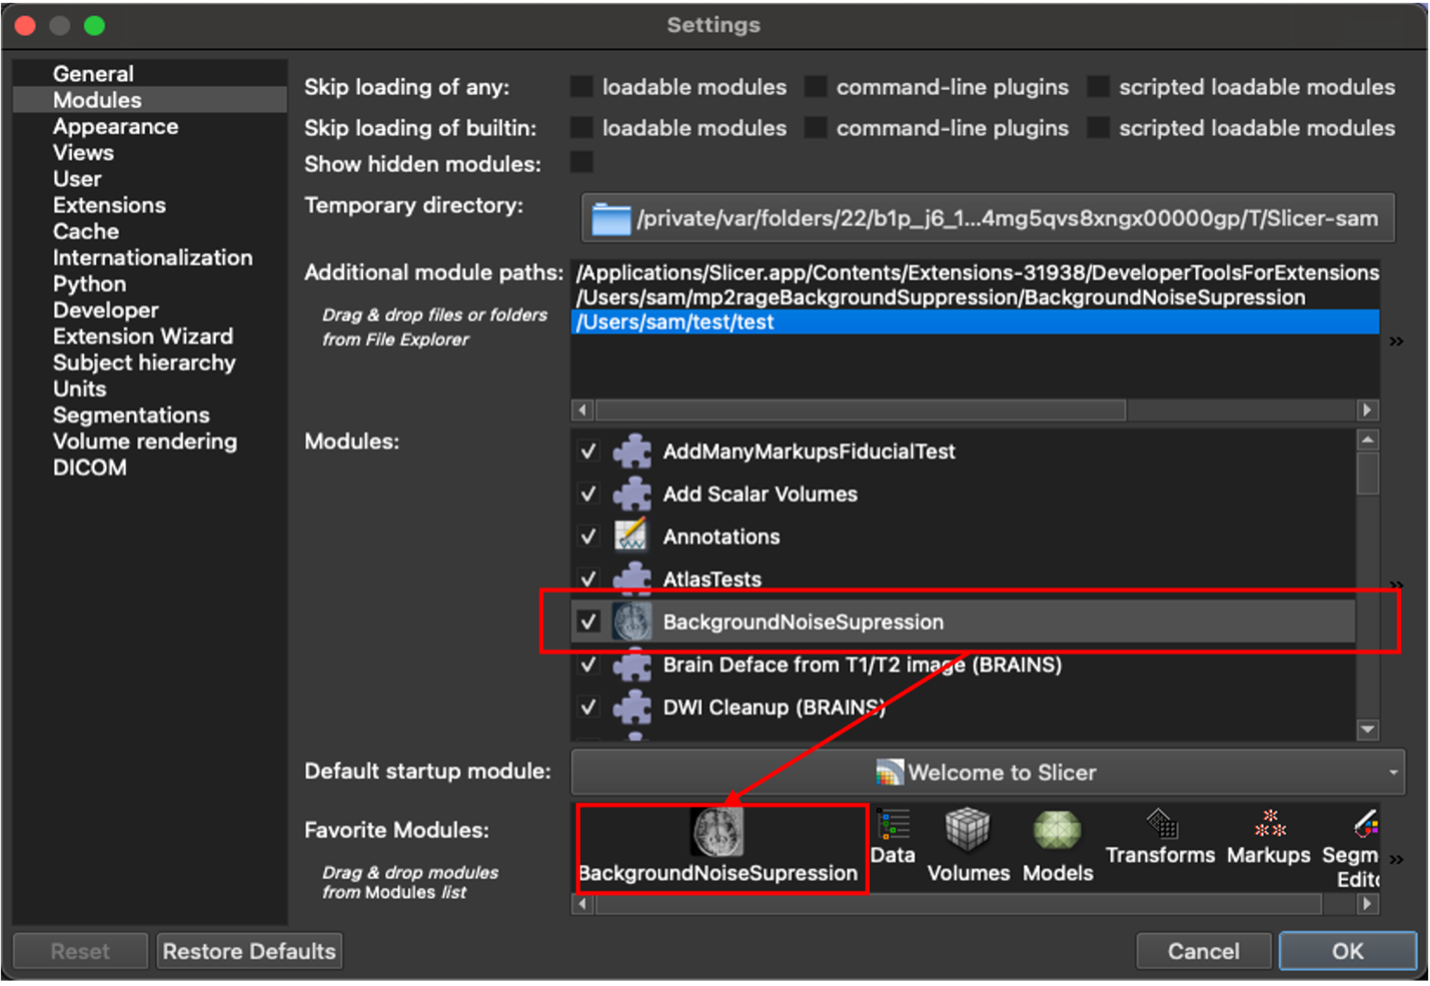 Settings
General
Modules
Appearance
Views
User
Extensions
Cache
Internationalization
Python
Developer
Extension Wizard
Subject hierarchy
Units
Segmentations
Volume rendering
DICOM
Skip loading of any: loadable modules command-line plugins scripted loadable modules
Skip loading of builtin: loadable modules command-line plugins scripted loadable modules
Show hidden modules:
Temporary directory: /private/var/folders/22/b1p_j6_1...4mg5qvs8xngx00000gp/T/Slicer-sam
Additional module paths:
Drag & drop files or folders
from File Explorer
/Applications/Slicer.app/Contents/Extensions-31938/DeveloperToolsForExtensions
/Users/sam/mp2rageBackgroundSuppression/BackgroundNoiseSupression
/Users/sam/test/test
»
Modules:
AddManyMarkupsFiducialTest
Add Scalar Volumes
Annotations
AtlasTests
»
BackgroundNoiseSupression
Brain Deface from T1/T2 image (BRAINS)
DWI Cleanup (BRAINS)
Default startup module: Welcome to Slicer
Favorite Modules:
Drag & drop modules
from Modules list
BackgroundNoiseSupression
Data
Volumes
Models
Transforms
Markups
Segm
Edito
»
Reset
Restore Defaults
Cancel
OK